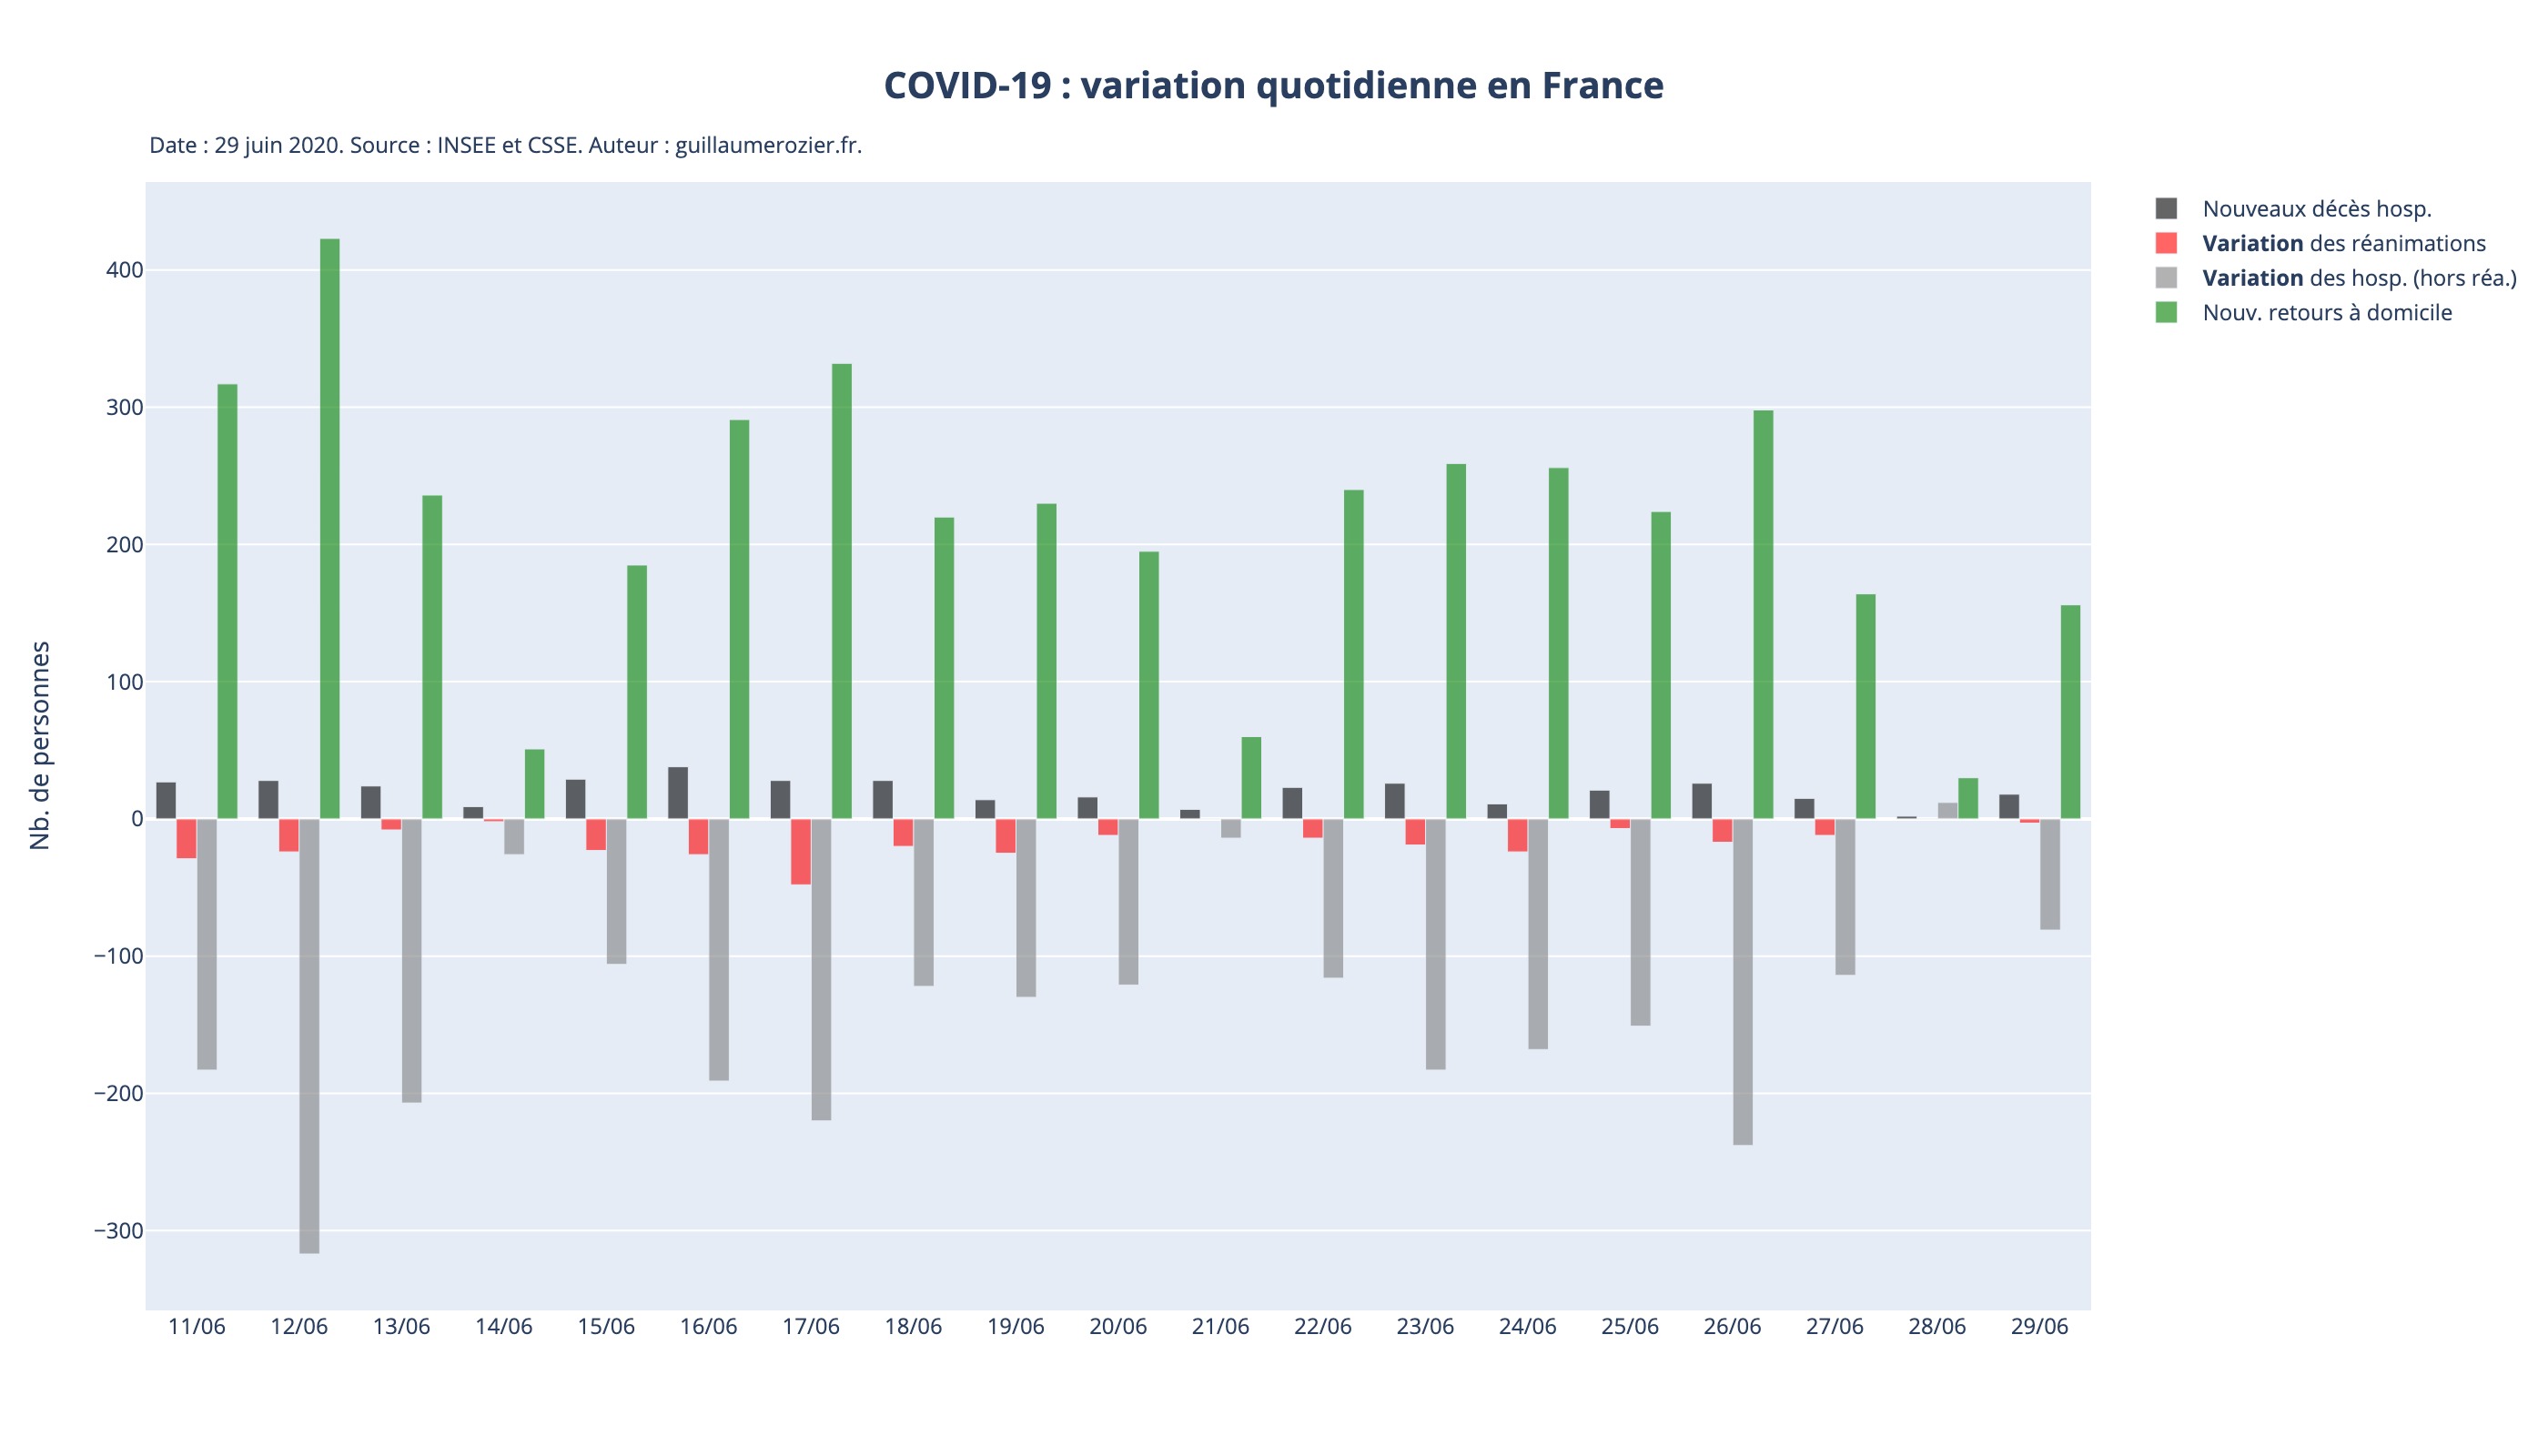 COVID-19 : variation quotidienne en France
Date : 29 juin 2020. Source : INSEE et CSSE. Auteur : guillaumerozier.fr.
Nouveaux décès hosp.
Variation des réanimations
Variation des hosp. (hors réa.)
Nouv. retours à domicile
Nb. de personnes
400
300
200
100
0
−100
−200
−300
11/06 12/06 13/06 14/06 15/06 16/06 17/06 18/06 19/06 20/06 21/06 22/06 23/06 24/06 25/06 26/06 27/06 28/06 29/06